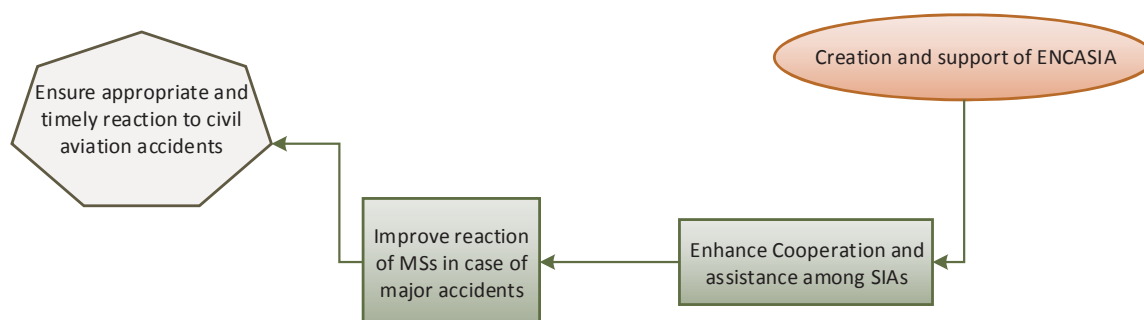 Creation and support of ENCASIA
Ensure appropriate and
timely reaction to civil
aviation accidents
Improve reaction
of MSs in case of
major accidents
Enhance Cooperation and
assistance among SIAs